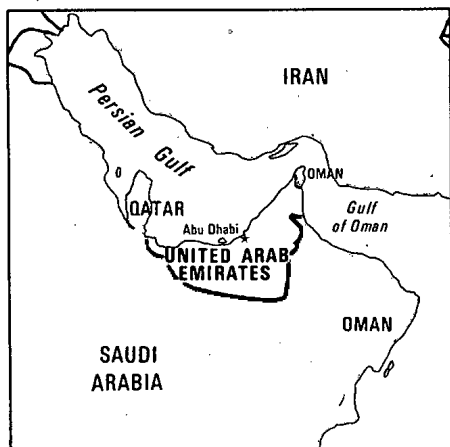 IRAN
Persian Gulf
OMAN
QATAR
Gulf
of Oman
Abu Dhabi
UNITED ARAB
EMIRATES
OMAN
SAUDI
ARABIA